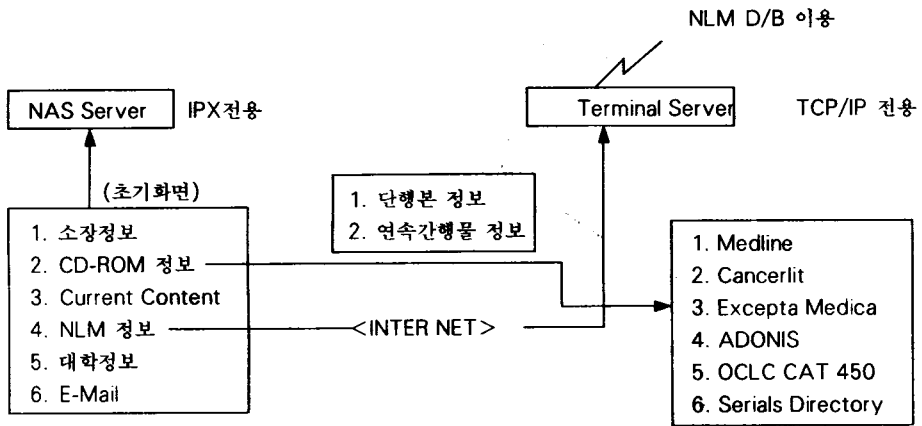 NLM D/B 이용
NAS Server IPX전용
Terminal Server TCP/IP 전용
(초기화면)
1. 소장정보
2. CD-ROM 정보
3. Current Content
4. NLM 정보
5. 대학정보
6. E-Mail
1. 단행본 정보
2. 연속간행물 정보
<INTER NET>
1. Medline
2. Cancerlit
3. Excepta Medica
4. ADONIS
5. OCLC CAT 450
6. Serials Directory